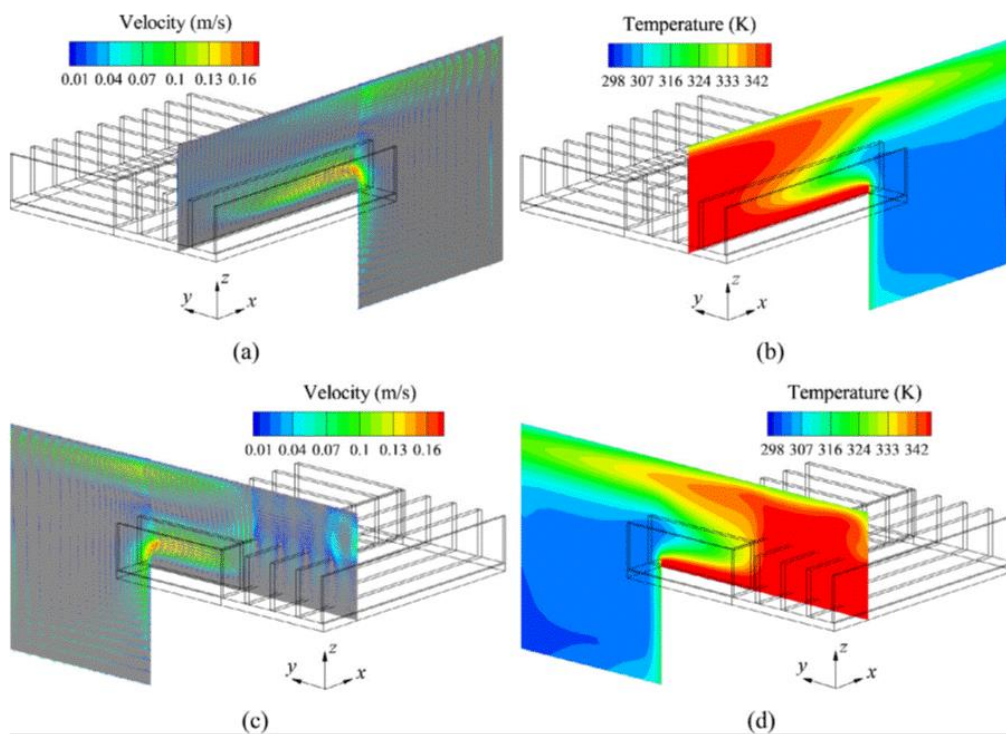 Velocity (m/s)
0.01 0.04 0.07 0.1 0.13 0.16
Temperature (K)
298 307 316 324 333 342
z
y x
(a)
z
y x
(b)
Velocity (m/s)
0.01 0.04 0.07 0.1 0.13 0.16
Temperature (K)
298 307 316 324 333 342
z
y x
(c)
z
y x
(d)